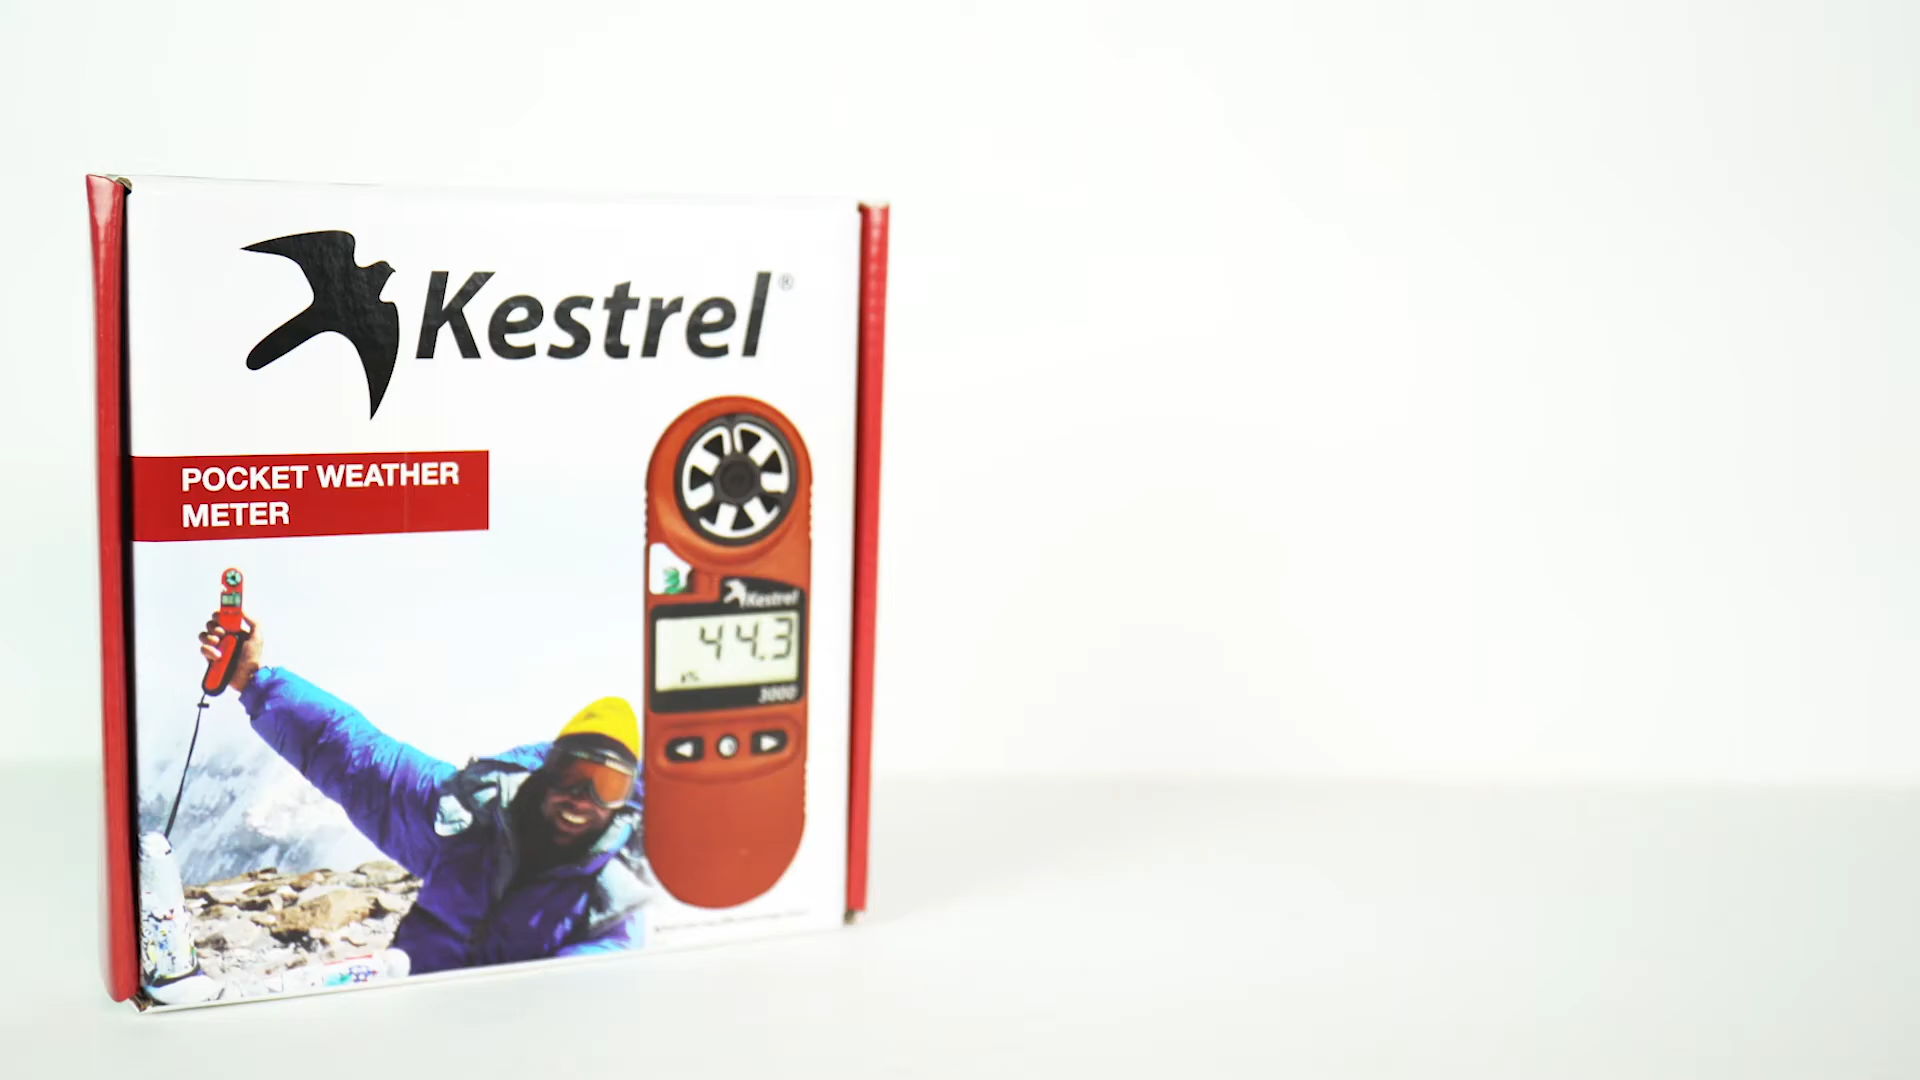 Kestrel®
POCKET WEATHER
METER
Kestrel
44.3
3000